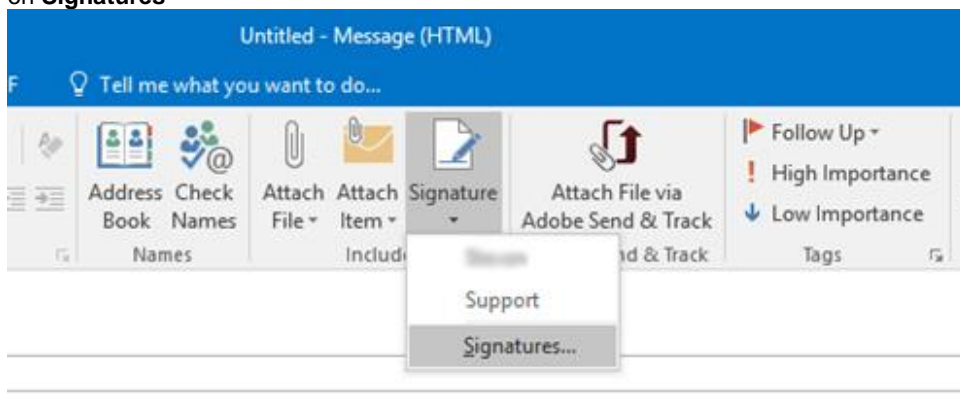 on Signatures
Untitled - Message (HTML)
F Tell me what you want to do...
Address Book
Check Names
Attach File
Attach Item
Signature
Attach File via
Adobe Send & Track
Follow Up
High Importance
Low Importance
Names
Includ
nd & Track
Tags
Support
Signatures...